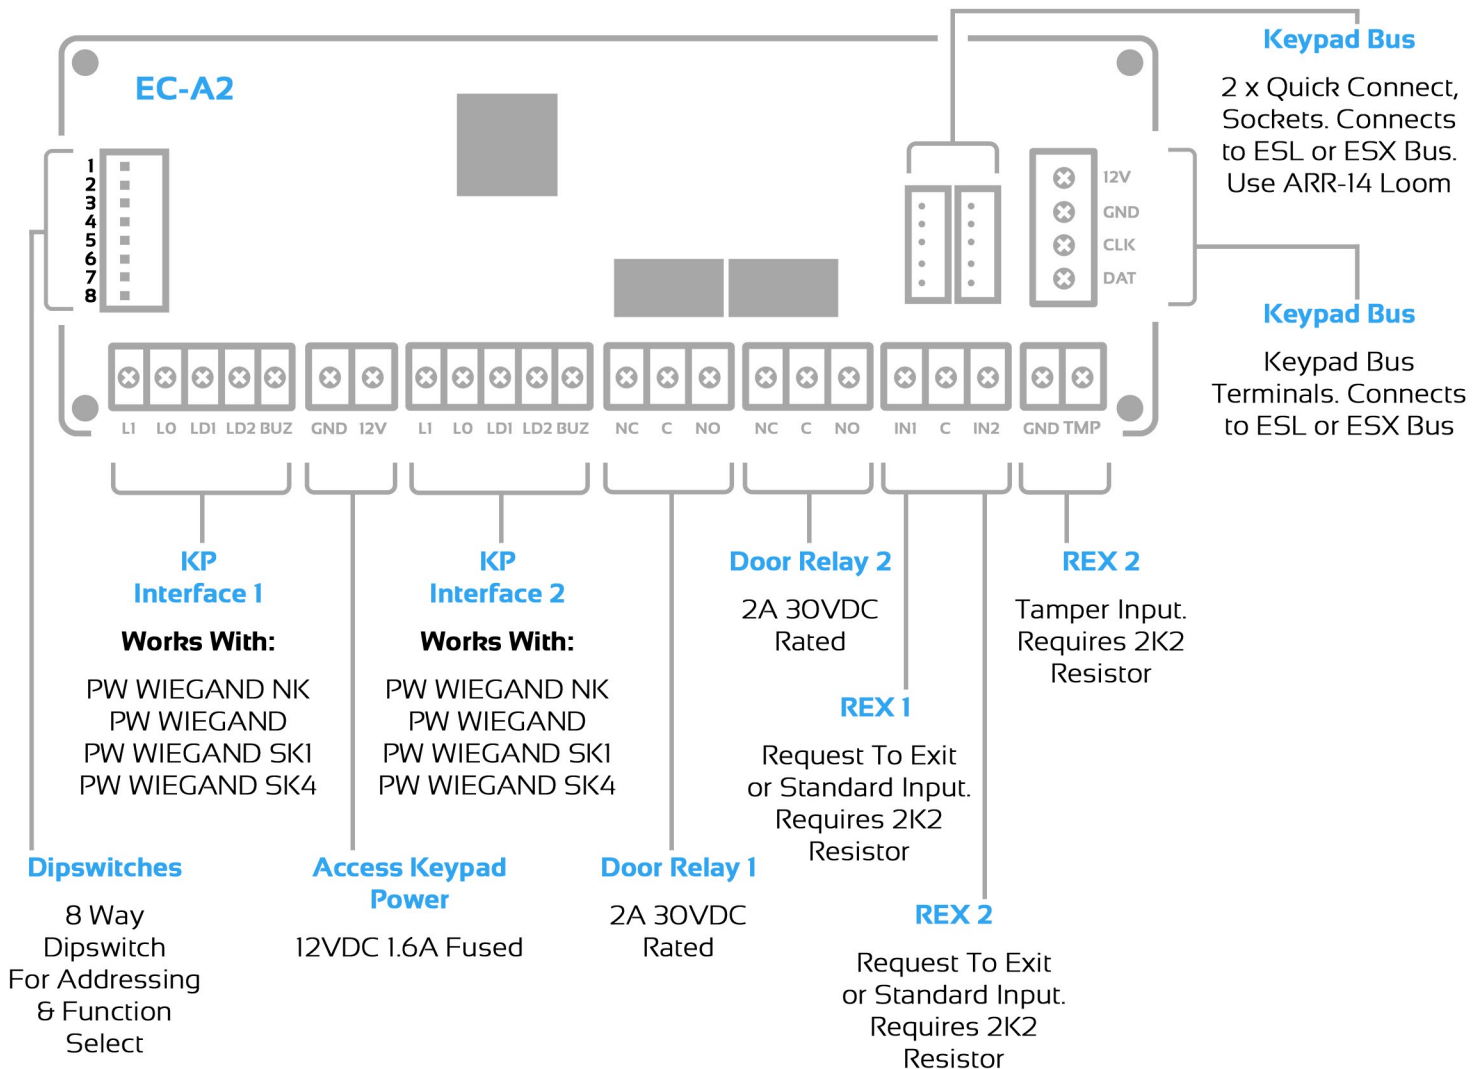 EC-A2
1
2
3
4
5
6
7
8
12V
GND
CLK
DAT
L1 L0 LD1 LD2 BUZ
GND 12V
L1 L0 LD1 LD2 BUZ
NC C NO
NC C NO
IN1 C IN2
GND TMP
Keypad Bus
2 x Quick Connect,
Sockets. Connects
to ESL or ESX Bus.
Use ARR-14 Loom
Keypad Bus
Keypad Bus
Terminals. Connects
to ESL or ESX Bus
KP
Interface 1
Works With:
PW WIEGAND NK
PW WIEGAND
PW WIEGAND SK1
PW WIEGAND SK4
KP
Interface 2
Works With:
PW WIEGAND NK
PW WIEGAND
PW WIEGAND SK1
PW WIEGAND SK4
Door Relay 2
2A 30VDC
Rated
REX 2
Tamper Input.
Requires 2K2
Resistor
REX 1
Request To Exit
or Standard Input.
Requires 2K2
Resistor
Dipswitches
8 Way
Dipswitch
For Addressing
& Function
Select
Access Keypad
Power
12VDC 1.6A Fused
Door Relay 1
2A 30VDC
Rated
REX 2
Request To Exit
or Standard Input.
Requires 2K2
Resistor